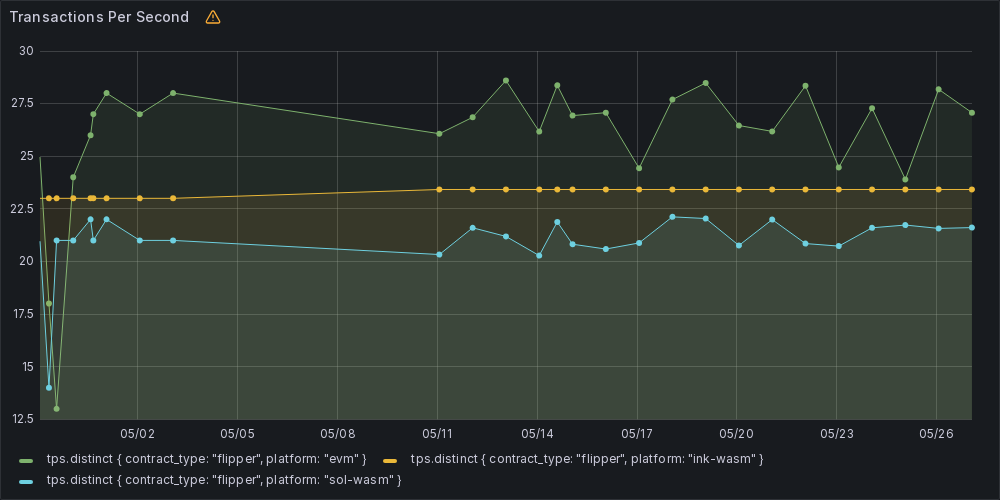 Transactions Per Second
30
27.5
25
22.5
20
17.5
15
12.5
05/02 05/05 05/08 05/11 05/14 05/17 05/20 05/23 05/26
tps.distinct { contract_type: "flipper", platform: "evm" } tps.distinct { contract_type: "flipper", platform: "ink-wasm" }
tps.distinct { contract_type: "flipper", platform: "sol-wasm" }